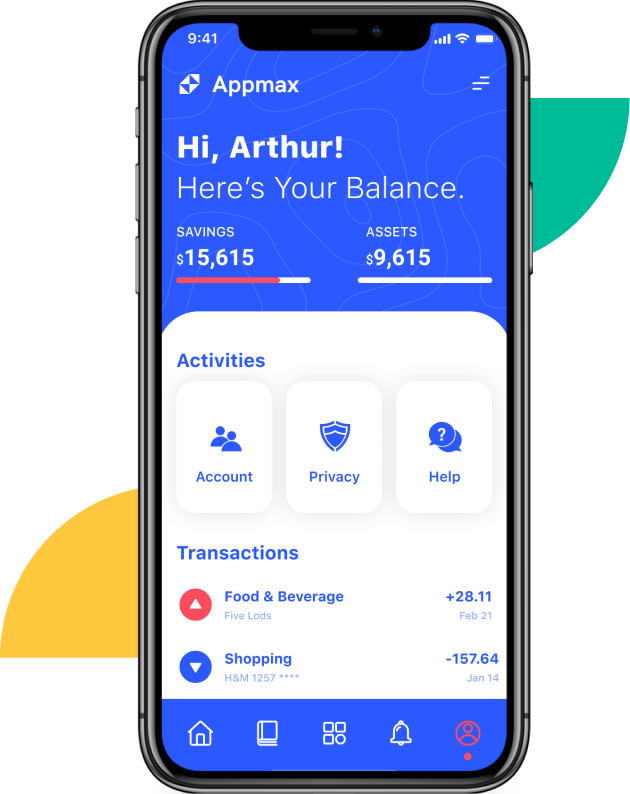 9:41
Appmax
Hi, Arthur!
Here's Your Balance.
SAVINGS ASSETS
$15,615 $9,615
Activities
Account Privacy Help
Transactions
Food & Beverage +28.11
Five Lods Feb 21
Shopping -157.64
H&M 1257 **** Jan 14